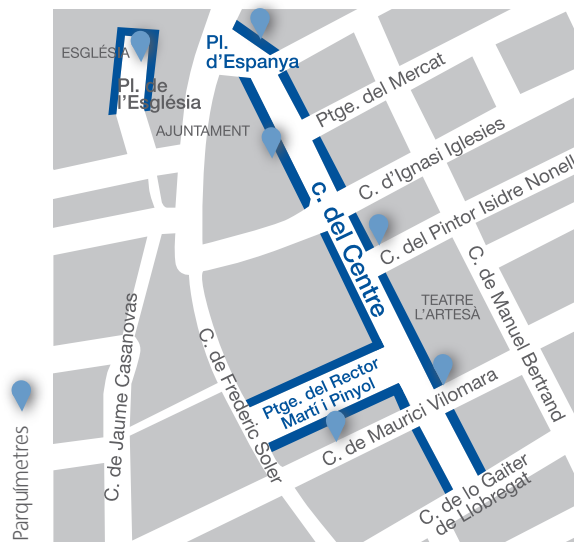 ESGLÉSIA
Pl. de
l'Església
Pl.
d'Espanya
AJUNTAMENT
Ptge. del Mercat
C. d'Ignasi Iglesies
C. del Pintor Isidre Nonell
c. del Centre
TEATRE
L'ARTESÀ
C. de Manuel Bertrand
C. de Jaume Casanovas
C. de Frederic Soler
Ptge. del Rector
Martí i Pinyol
C. de Maurici Vilomara
C. de lo Gaiter
de Llobregat
Parquímetres